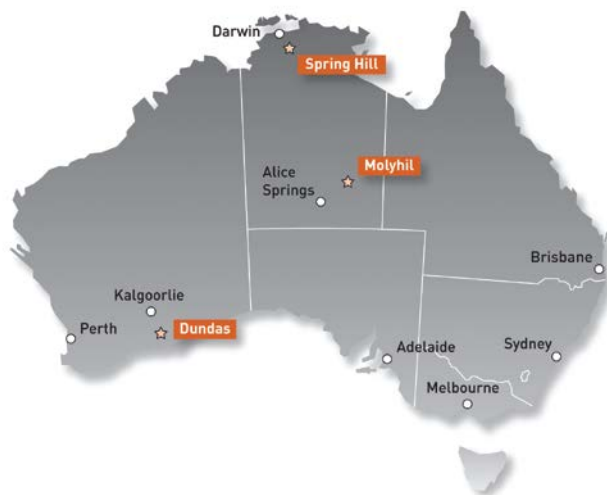 Darwin
Spring Hill
Molyhil
Alice
Springs
Brisbane
Kalgoorlie
Perth
Dundas
Adelaide
Sydney
Melbourne